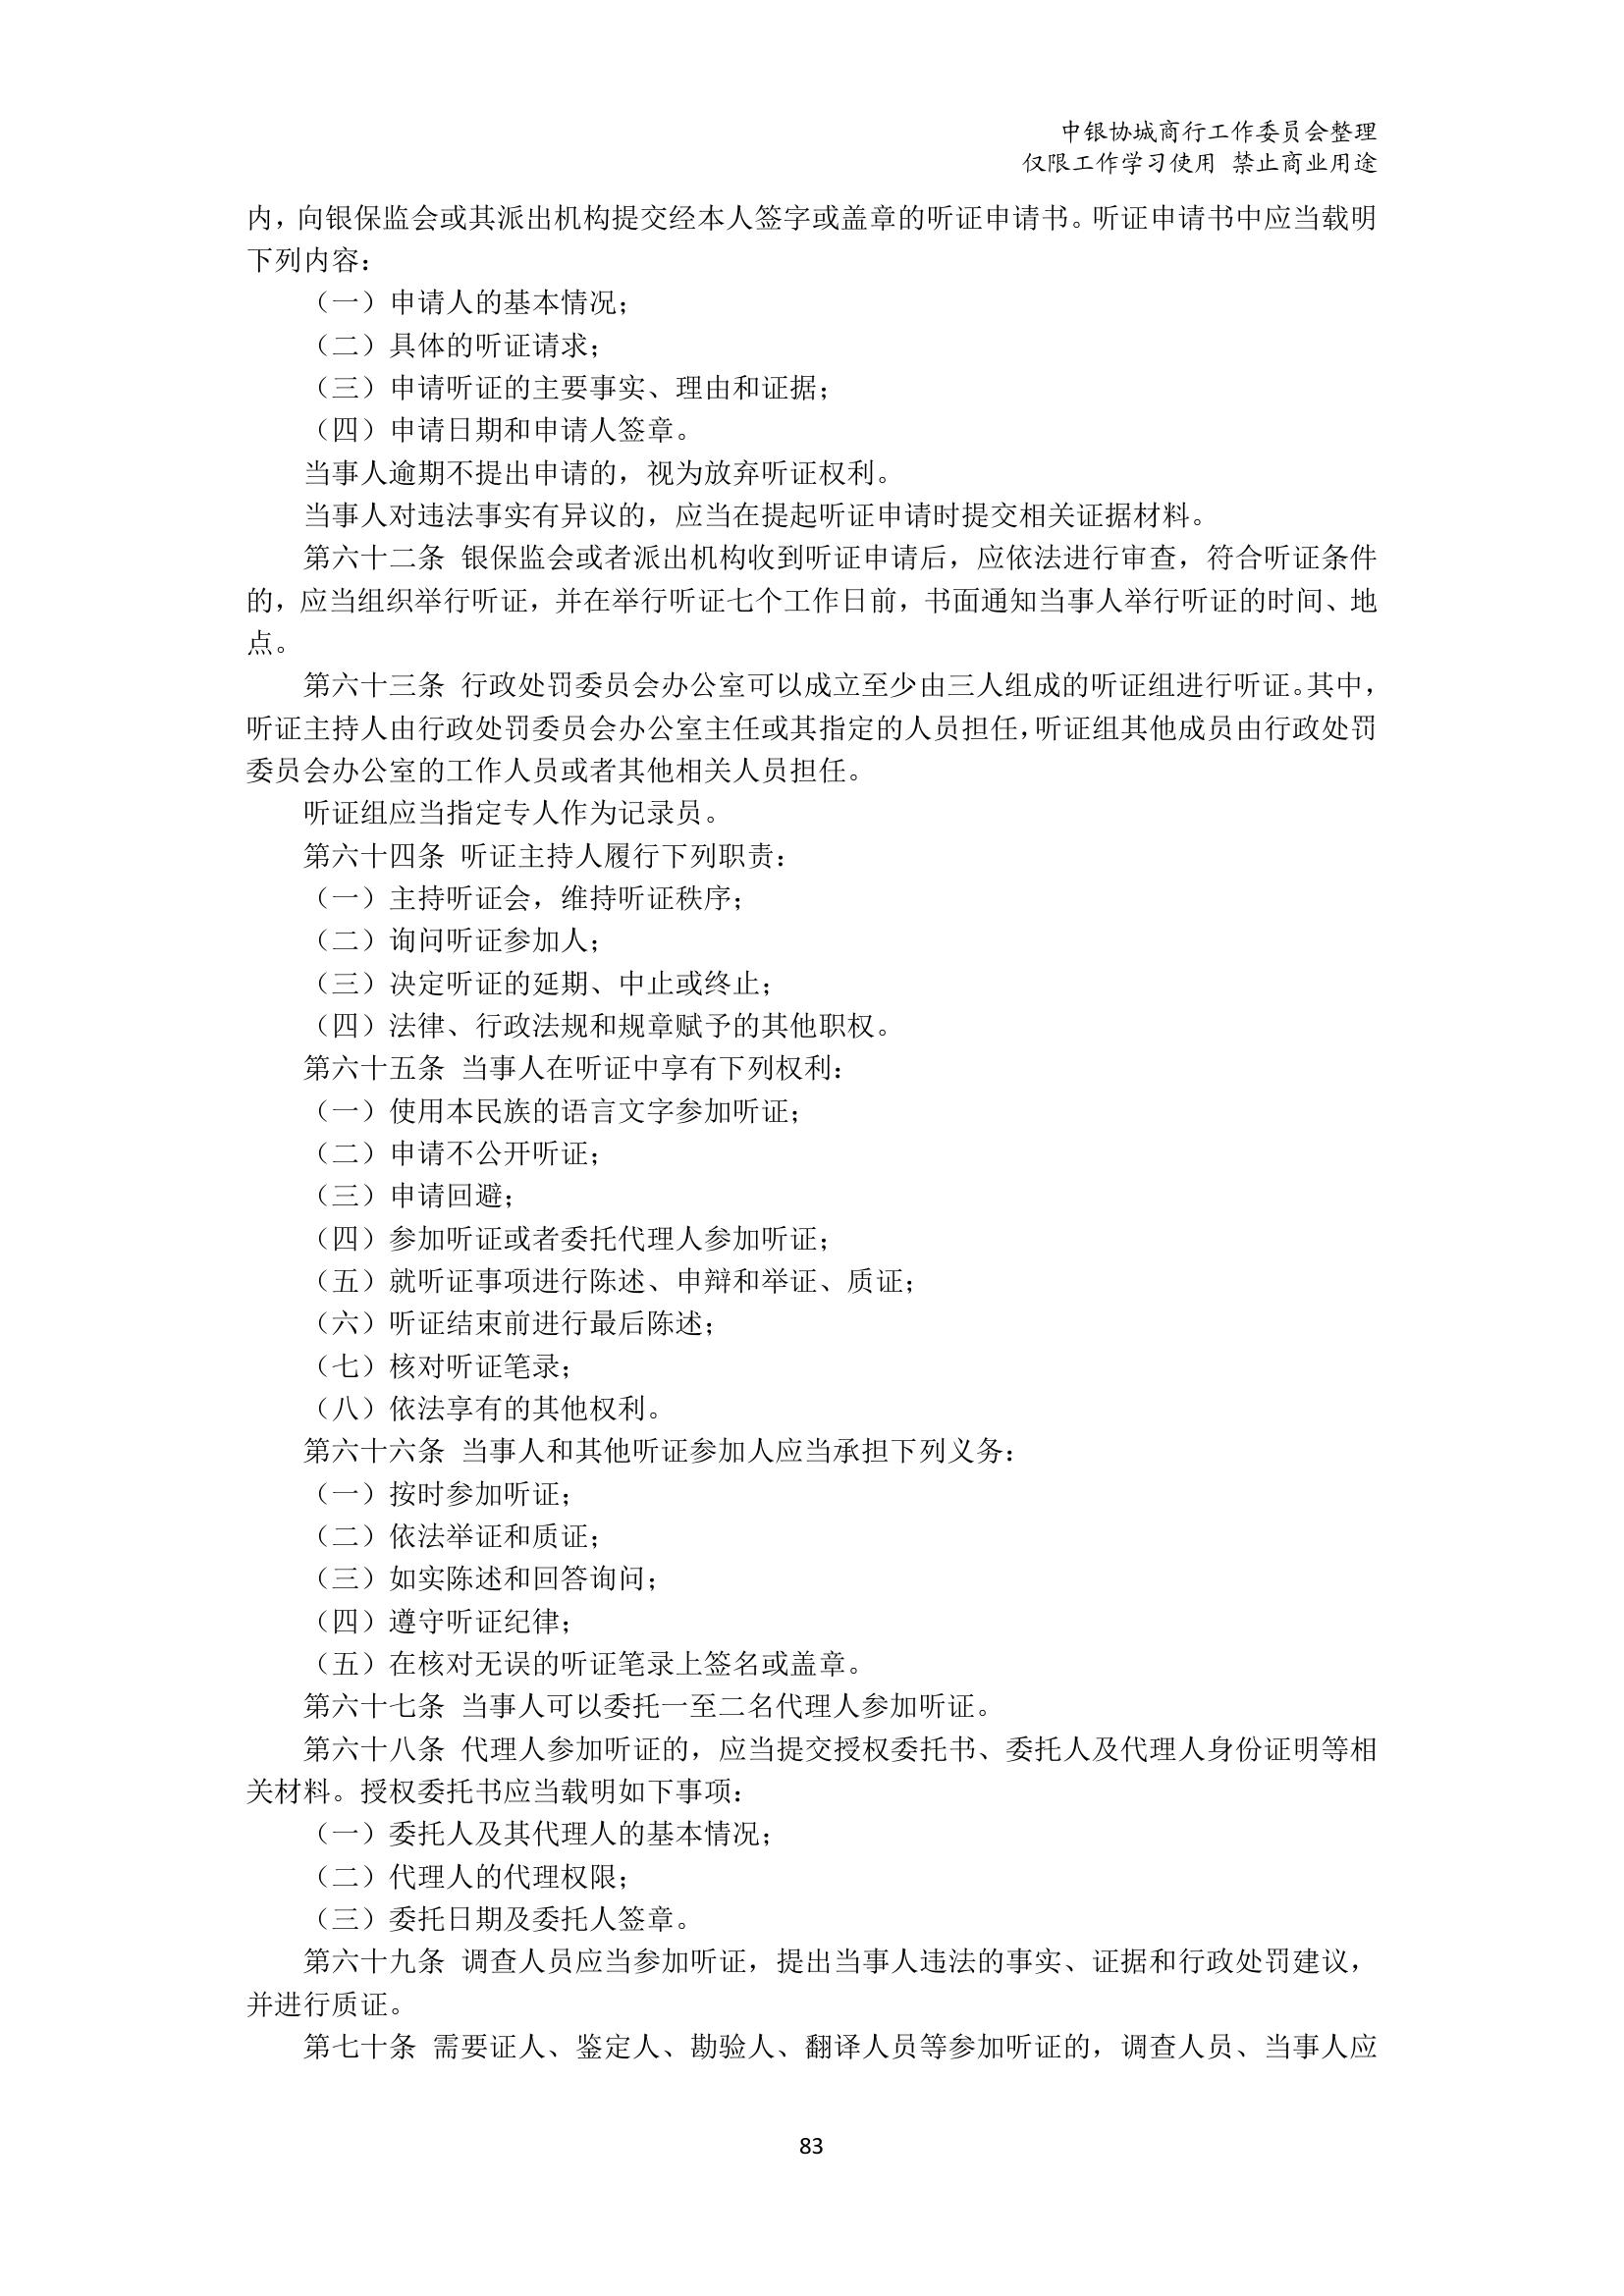 中银协城商行工作委员会整理
仅限工作学习使用 禁止商业用途
内，向银保监会或其派出机构提交经本人签字或盖章的听证申请书。听证申请书中应当载明
下列内容：
（一）申请人的基本情况；
（二）具体的听证请求；
（三）申请听证的主要事实、理由和证据；
（四）申请日期和申请人签章。
当事人逾期不提出申请的，视为放弃听证权利。
当事人对违法事实有异议的，应当在提起听证申请时提交相关证据材料。
第六十二条 银保监会或者派出机构收到听证申请后，应依法进行审查，符合听证条件
的，应当组织举行听证，并在举行听证七个工作日前，书面通知当事人举行听证的时间、地
点。
第六十三条 行政处罚委员会办公室可以成立至少由三人组成的听证组进行听证。其中，
听证主持人由行政处罚委员会办公室主任或其指定的人员担任，听证组其他成员由行政处罚
委员会办公室的工作人员或者其他相关人员担任。
听证组应当指定专人作为记录员。
第六十四条 听证主持人履行下列职责：
（一）主持听证会，维持听证秩序；
（二）询问听证参加人；
（三）决定听证的延期、中止或终止；
（四）法律、行政法规和规章赋予的其他职权。
第六十五条 当事人在听证中享有下列权利：
（一）使用本民族的语言文字参加听证；
（二）申请不公开听证；
（三）申请回避；
（四）参加听证或者委托代理人参加听证；
（五）就听证事项进行陈述、申辩和举证、质证；
（六）听证结束前进行最后陈述；
（七）核对听证笔录；
（八）依法享有的其他权利。
第六十六条 当事人和其他听证参加人应当承担下列义务：
（一）按时参加听证；
（二）依法举证和质证；
（三）如实陈述和回答询问；
（四）遵守听证纪律；
（五）在核对无误的听证笔录上签名或盖章。
第六十七条 当事人可以委托一至二名代理人参加听证。
第六十八条 代理人参加听证的，应当提交授权委托书、委托人及代理人身份证明等相
关材料。授权委托书应当载明如下事项：
（一）委托人及其代理人的基本情况；
（二）代理人的代理权限；
（三）委托日期及委托人签章。
第六十九条 调查人员应当参加听证，提出当事人违法的事实、证据和行政处罚建议，
并进行质证。
第七十条 需要证人、鉴定人、勘验人、翻译人员等参加听证的，调查人员、当事人应
83